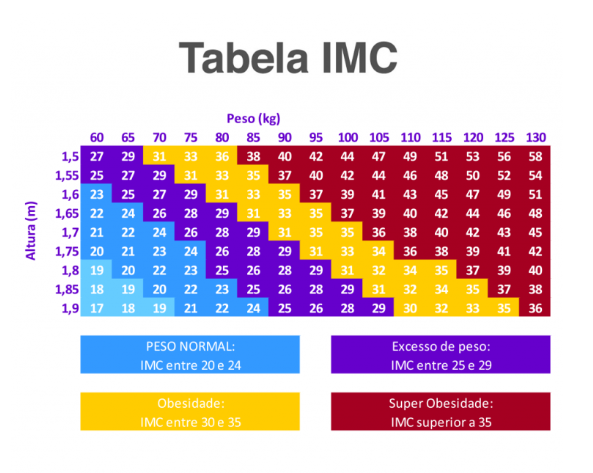 Tabela IMC
Peso (kg)
60 65 70 75 80 85 90 95 100 105 110 115 120 125 130
Altura (m)
1,5 27 29 31 33 36 38 40 42 44 47 49 51 53 56 58
1,55 25 27 29 31 33 35 37 40 42 44 46 48 50 52 54
1,6 23 25 27 29 31 33 35 37 39 41 43 45 47 49 51
1,65 22 24 26 28 29 31 33 35 37 39 40 42 44 46 48
1,7 21 22 24 26 28 29 31 33 35 36 38 40 42 43 45
1,75 20 21 23 24 26 28 29 31 33 34 36 38 39 41 42
1,8 19 20 22 23 25 26 28 29 31 32 34 35 37 39 40
1,85 18 19 20 22 23 25 26 28 29 31 32 34 35 37 38
1,9 17 18 19 21 22 24 25 26 28 29 30 32 33 35 36
PESO NORMAL:
IMC entre 20 e 24
Excesso de peso:
IMC entre 25 e 29
Obesidade:
IMC entre 30 e 35
Super Obesidade:
IMC superior a 35